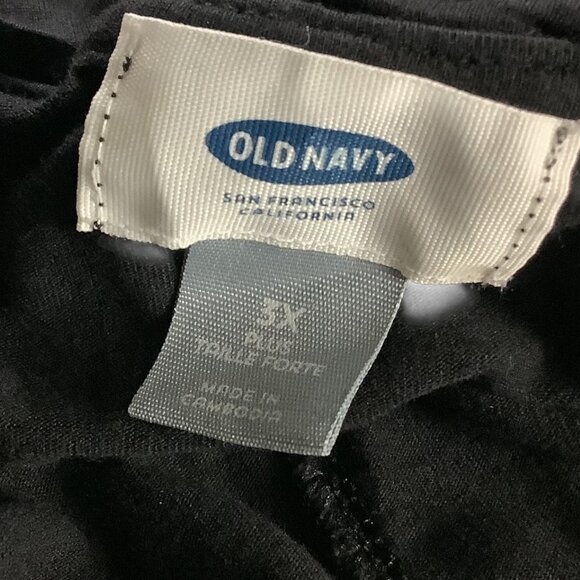 OLD NAVY
SAN FRANCISCO
CALIFORNIA
3X
PLUS
TAILLE FORTE
MADE IN
CAMBODIA